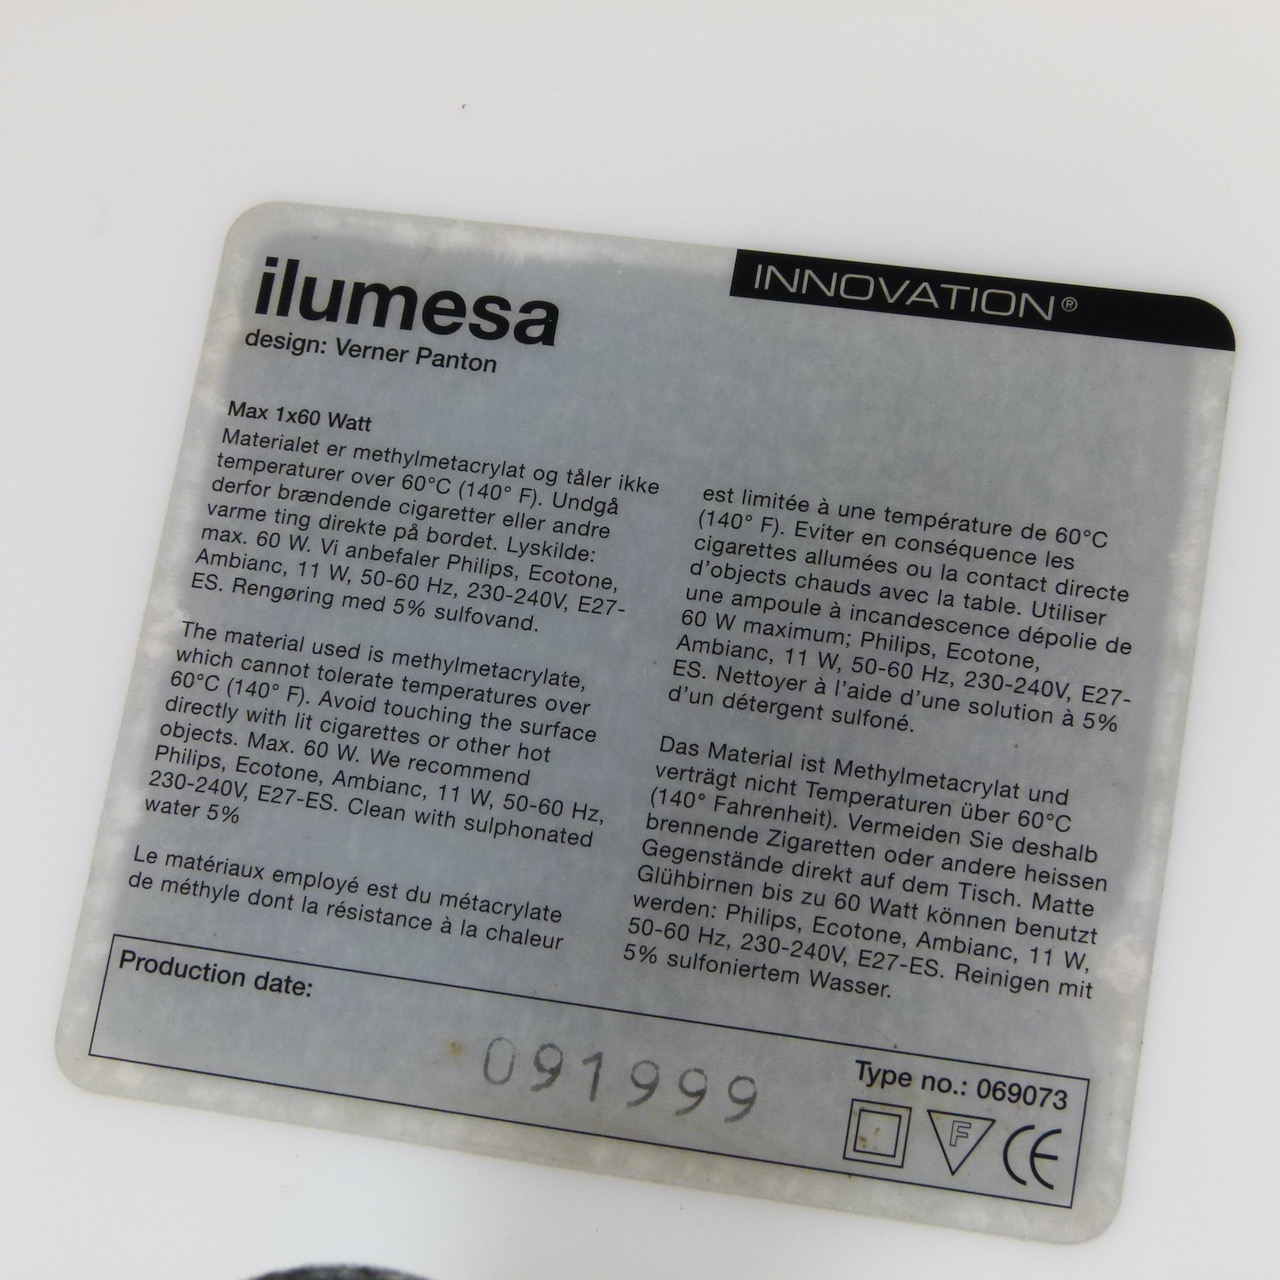 ilumesa
design: Verner Panton
INNOVATION®
Max 1x60 Watt
Materialet er methylmetacrylat og tåler ikke
temperaturer over 60°C (140° F). Undgå
derfor brændende cigaretter eller andre
varme ting direkte på bordet. Lyskilde:
max. 60 W. Vi anbefaler Philips, Ecotone,
Ambianc, 11 W, 50-60 Hz, 230-240V, E27-
ES. Rengøring med 5% sulfovand.
The material used is methylmetacrylate,
which cannot tolerate temperatures over
60°C (140° F). Avoid touching the surface
directly with lit cigarettes or other hot
objects. Max. 60 W. We recommend
Philips, Ecotone, Ambianc, 11 W, 50-60 Hz,
230-240V, E27-ES. Clean with sulphonated
water 5%
Le matériaux employé est du métacrylate
de méthyle dont la résistance à la chaleur
est limitée à une température de 60°C
(140° F). Eviter en conséquence les
cigarettes allumées ou la contact directe
d'objects chauds avec la table. Utiliser
une ampoule à incandescence dépolie de
60 W maximum; Philips, Ecotone,
Ambianc, 11 W, 50-60 Hz, 230-240V, E27-
ES. Nettoyer à l'aide d'une solution à 5%
d'un détergent sulfoné.
Das Material ist Methylmetacrylat und
verträgt nicht Temperaturen über 60°C
(140° Fahrenheit). Vermeiden Sie deshalb
brennende Zigaretten oder andere heissen
Gegenstände direkt auf dem Tisch. Matte
Glühbirnen bis zu 60 Watt können benutzt
werden: Philips, Ecotone, Ambianc, 11 W,
50-60 Hz, 230-240V, E27-ES. Reinigen mit
5% sulfoniertem Wasser.
Production date:
091999
Type no.: 069073
F CE